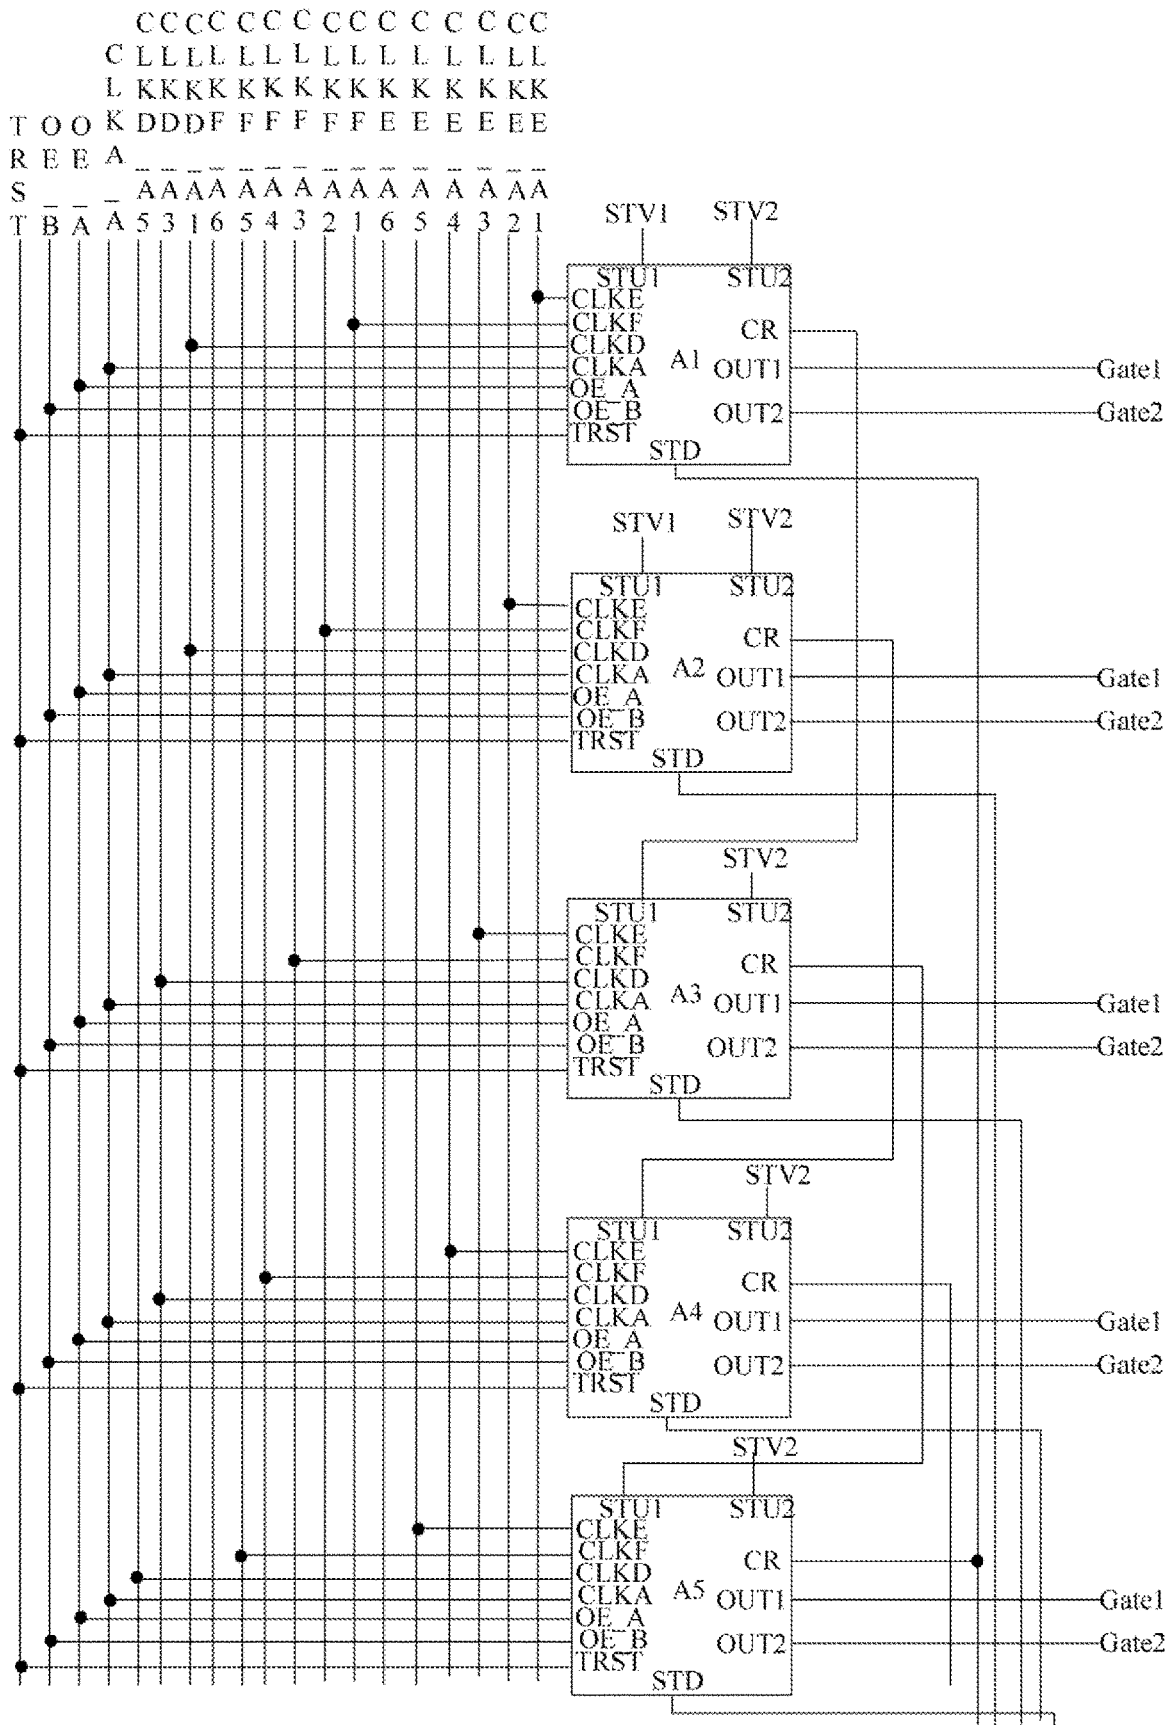 TRST
OE_B
OE_A
CLKA_A
CLKD_A5
CLKD_A3
CLKD_A1
CLKF_A6
CLKF_A5
CLKF_A4
CLKF_A3
CLKF_A2
CLKF_A1
CLKE_A6
CLKE_A5
CLKE_A4
CLKE_A3
CLKE_A2
CLKE_A1
STV1 STV2
STU1 STU2
CLKE
CLKF CR
CLKD
CLKA A1 OUT1 Gate1
OE_A
OE_B OUT2 Gate2
TRST
STD
STV1 STV2
STU1 STU2
CLKE
CLKF CR
CLKD
CLKA A2 OUT1 Gate1
OE_A
OE_B OUT2 Gate2
TRST
STD
STV2
STU1 STU2
CLKE
CLKF CR
CLKD
CLKA A3 OUT1 Gate1
OE_A
OE_B OUT2 Gate2
TRST
STD
STV2
STU1 STU2
CLKE
CLKF CR
CLKD
CLKA A4 OUT1 Gate1
OE_A
OE_B OUT2 Gate2
TRST
STD
STV2
STU1 STU2
CLKE
CLKF CR
CLKD
CLKA A5 OUT1 Gate1
OE_A
OE_B OUT2 Gate2
TRST
STD